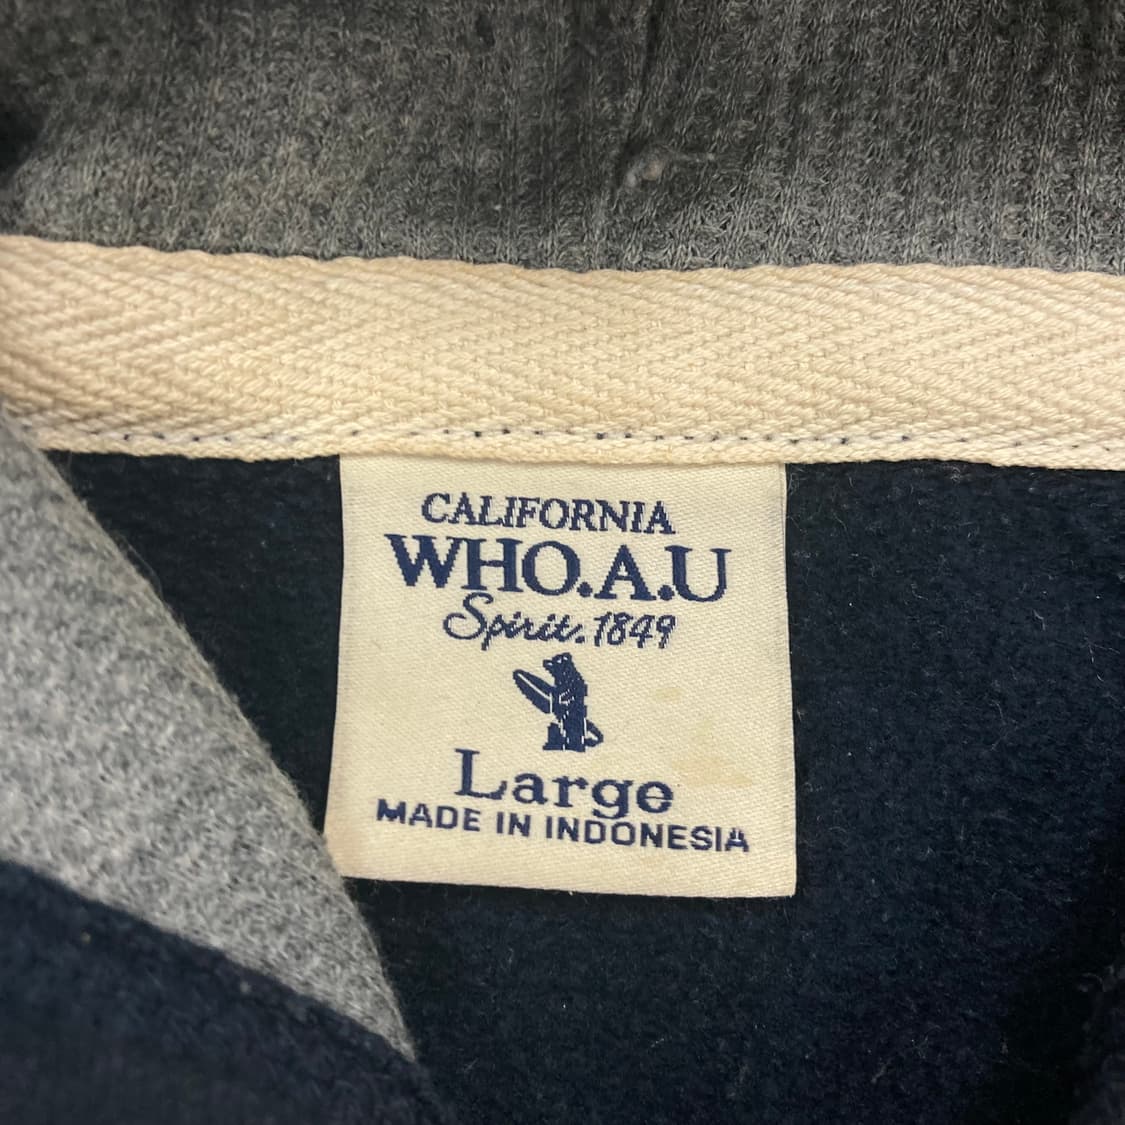 CALIFORNIA
WHO.A.U
Spirit.1849
Large
MADE IN INDONESIA